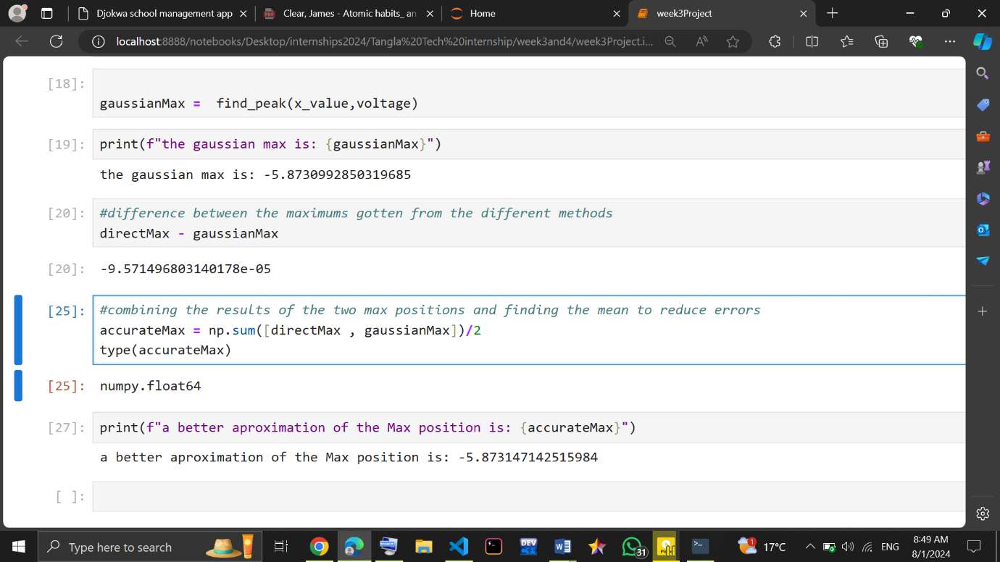 Djokwa school management app
Clear, James - Atomic habits_ an
Home
week3Project
localhost:8888/notebooks/Desktop/internships2024/Tangla%20Tech%20internship/week3and4/week3Project.i...
[18]:
gaussianMax =  find_peak(x_value,voltage)
[19]: print(f"the gaussian max is: {gaussianMax}")
the gaussian max is: -5.8730992850319685
[20]: #difference between the maximums gotten from the different methods
directMax - gaussianMax
[20]: -9.571496803140178e-05
[25]: #combining the results of the two max positions and finding the mean to reduce errors
accurateMax = np.sum([directMax , gaussianMax])/2
type(accurateMax)
[25]: numpy.float64
[27]: print(f"a better aproximation of the Max position is: {accurateMax}")
a better aproximation of the Max position is: -5.873147142515984
[ ]:
Type here to search
DEV
31
1
17°C
ENG
8:49 AM
8/1/2024